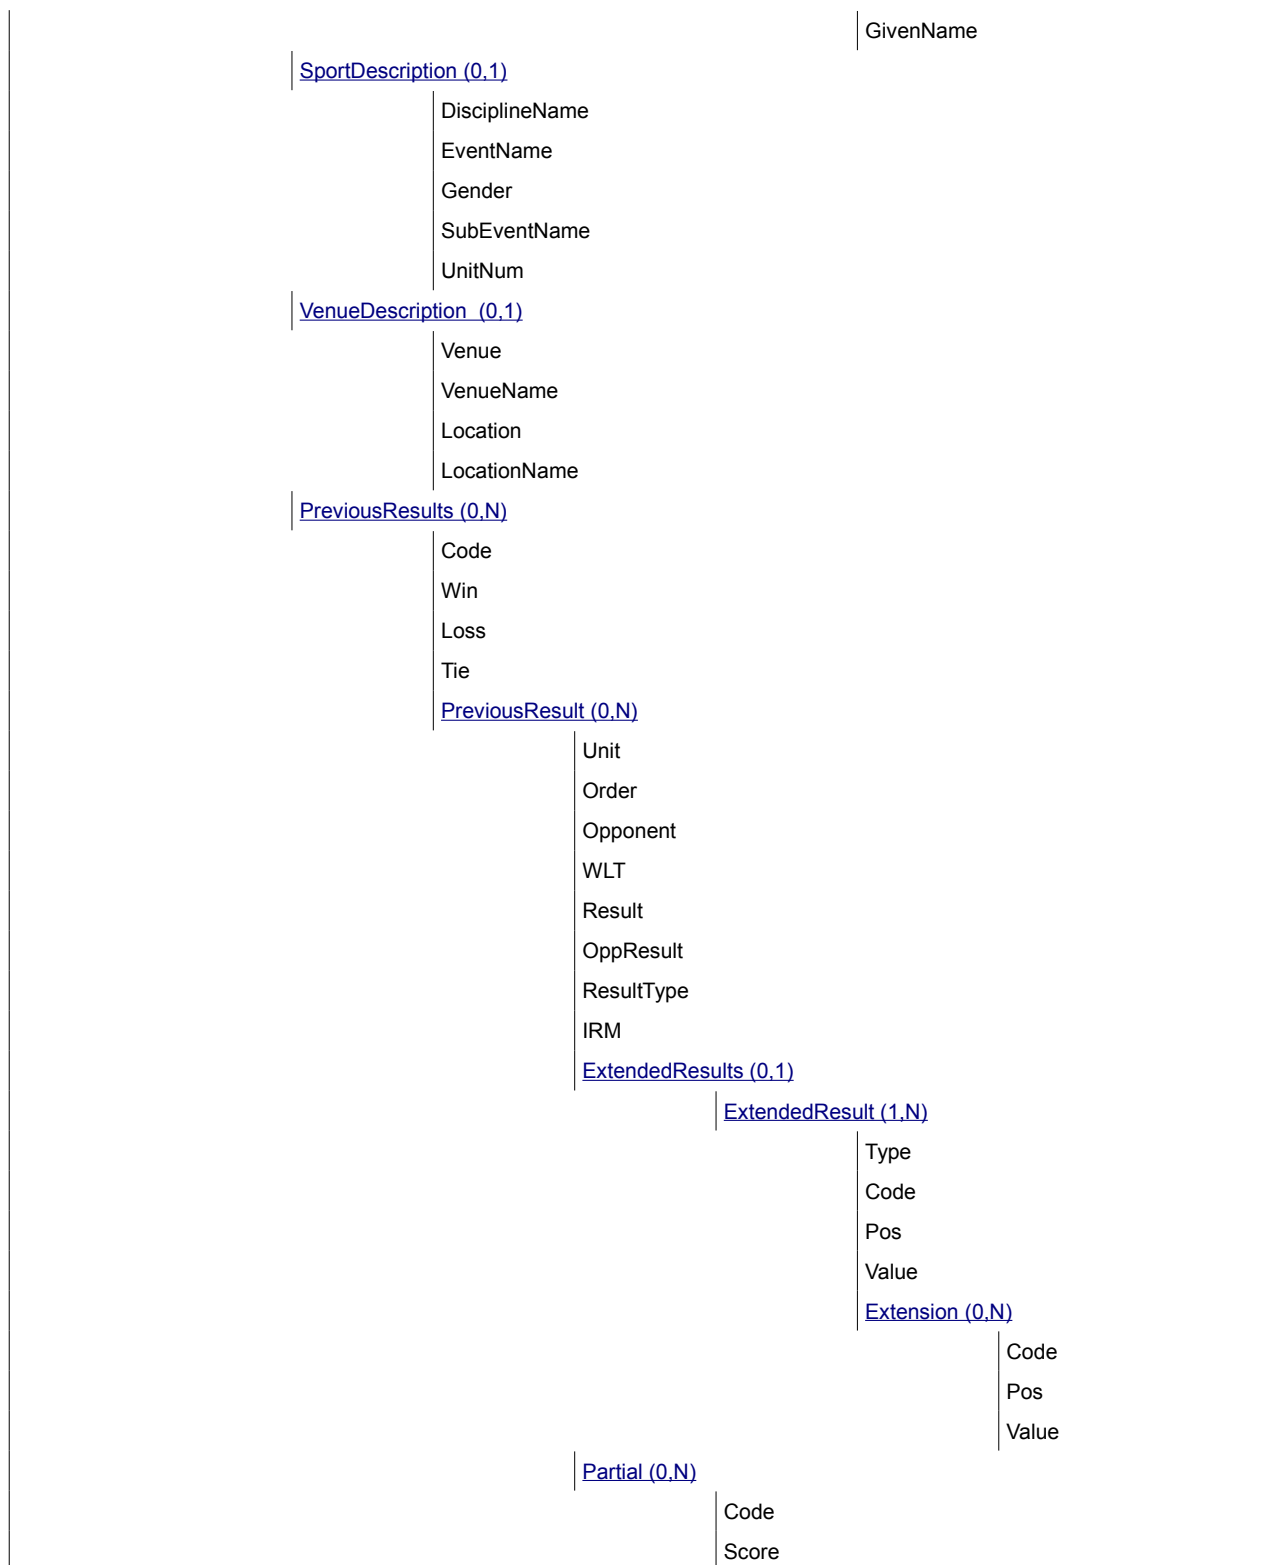 GivenName
SportDescription (0,1)
DisciplineName
EventName
Gender
SubEventName
UnitNum
VenueDescription  (0,1)
Venue
VenueName
Location
LocationName
PreviousResults (0,N)
Code
Win
Loss
Tie
PreviousResult (0,N)
Unit
Order
Opponent
WLT
Result
OppResult
ResultType
IRM
ExtendedResults (0,1)
ExtendedResult (1,N)
Type
Code
Pos
Value
Extension (0,N)
Code
Pos
Value
Partial (0,N)
Code
Score